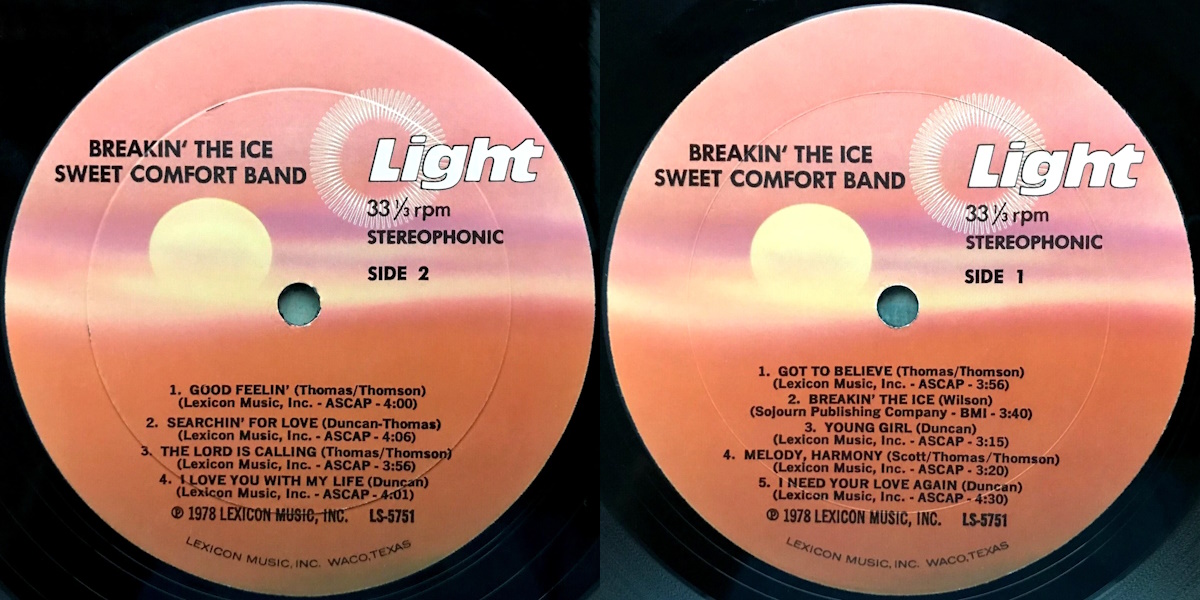 BREAKIN' THE ICE
SWEET COMFORT BAND
Light
33 1/3 rpm
STEREOPHONIC
SIDE 2
1. GOOD FEELIN' (Thomas/Thomson)
(Lexicon Music, Inc. - ASCAP - 4:00)
2. SEARCHIN' FOR LOVE (Duncan-Thomas)
(Lexicon Music, Inc. - ASCAP - 4:06)
3. THE LORD IS CALLING (Thomas/Thomson)
(Lexicon Music, Inc. - ASCAP - 3:56)
4. I LOVE YOU WITH MY LIFE (Duncan)
(Lexicon Music, Inc. - ASCAP - 4:01)
℗ 1978 LEXICON MUSIC, INC. LS-5751
LEXICON MUSIC, INC. WACO, TEXAS
BREAKIN' THE ICE
SWEET COMFORT BAND
Light
33 1/3 rpm
STEREOPHONIC
SIDE 1
1. GOT TO BELIEVE (Thomas/Thomson)
(Lexicon Music, Inc. - ASCAP - 3:56)
2. BREAKIN' THE ICE (Wilson)
(Sojourn Publishing Company - BMI - 3:40)
3. YOUNG GIRL (Duncan)
(Lexicon Music, Inc. - ASCAP - 3:15)
4. MELODY, HARMONY (Scott/Thomas/Thomson)
(Lexicon Music, Inc. - ASCAP - 3:20)
5. I NEED YOUR LOVE AGAIN (Duncan)
(Lexicon Music, Inc. - ASCAP - 4:30)
℗ 1978 LEXICON MUSIC, INC. LS-5751
LEXICON MUSIC, INC. WACO, TEXAS